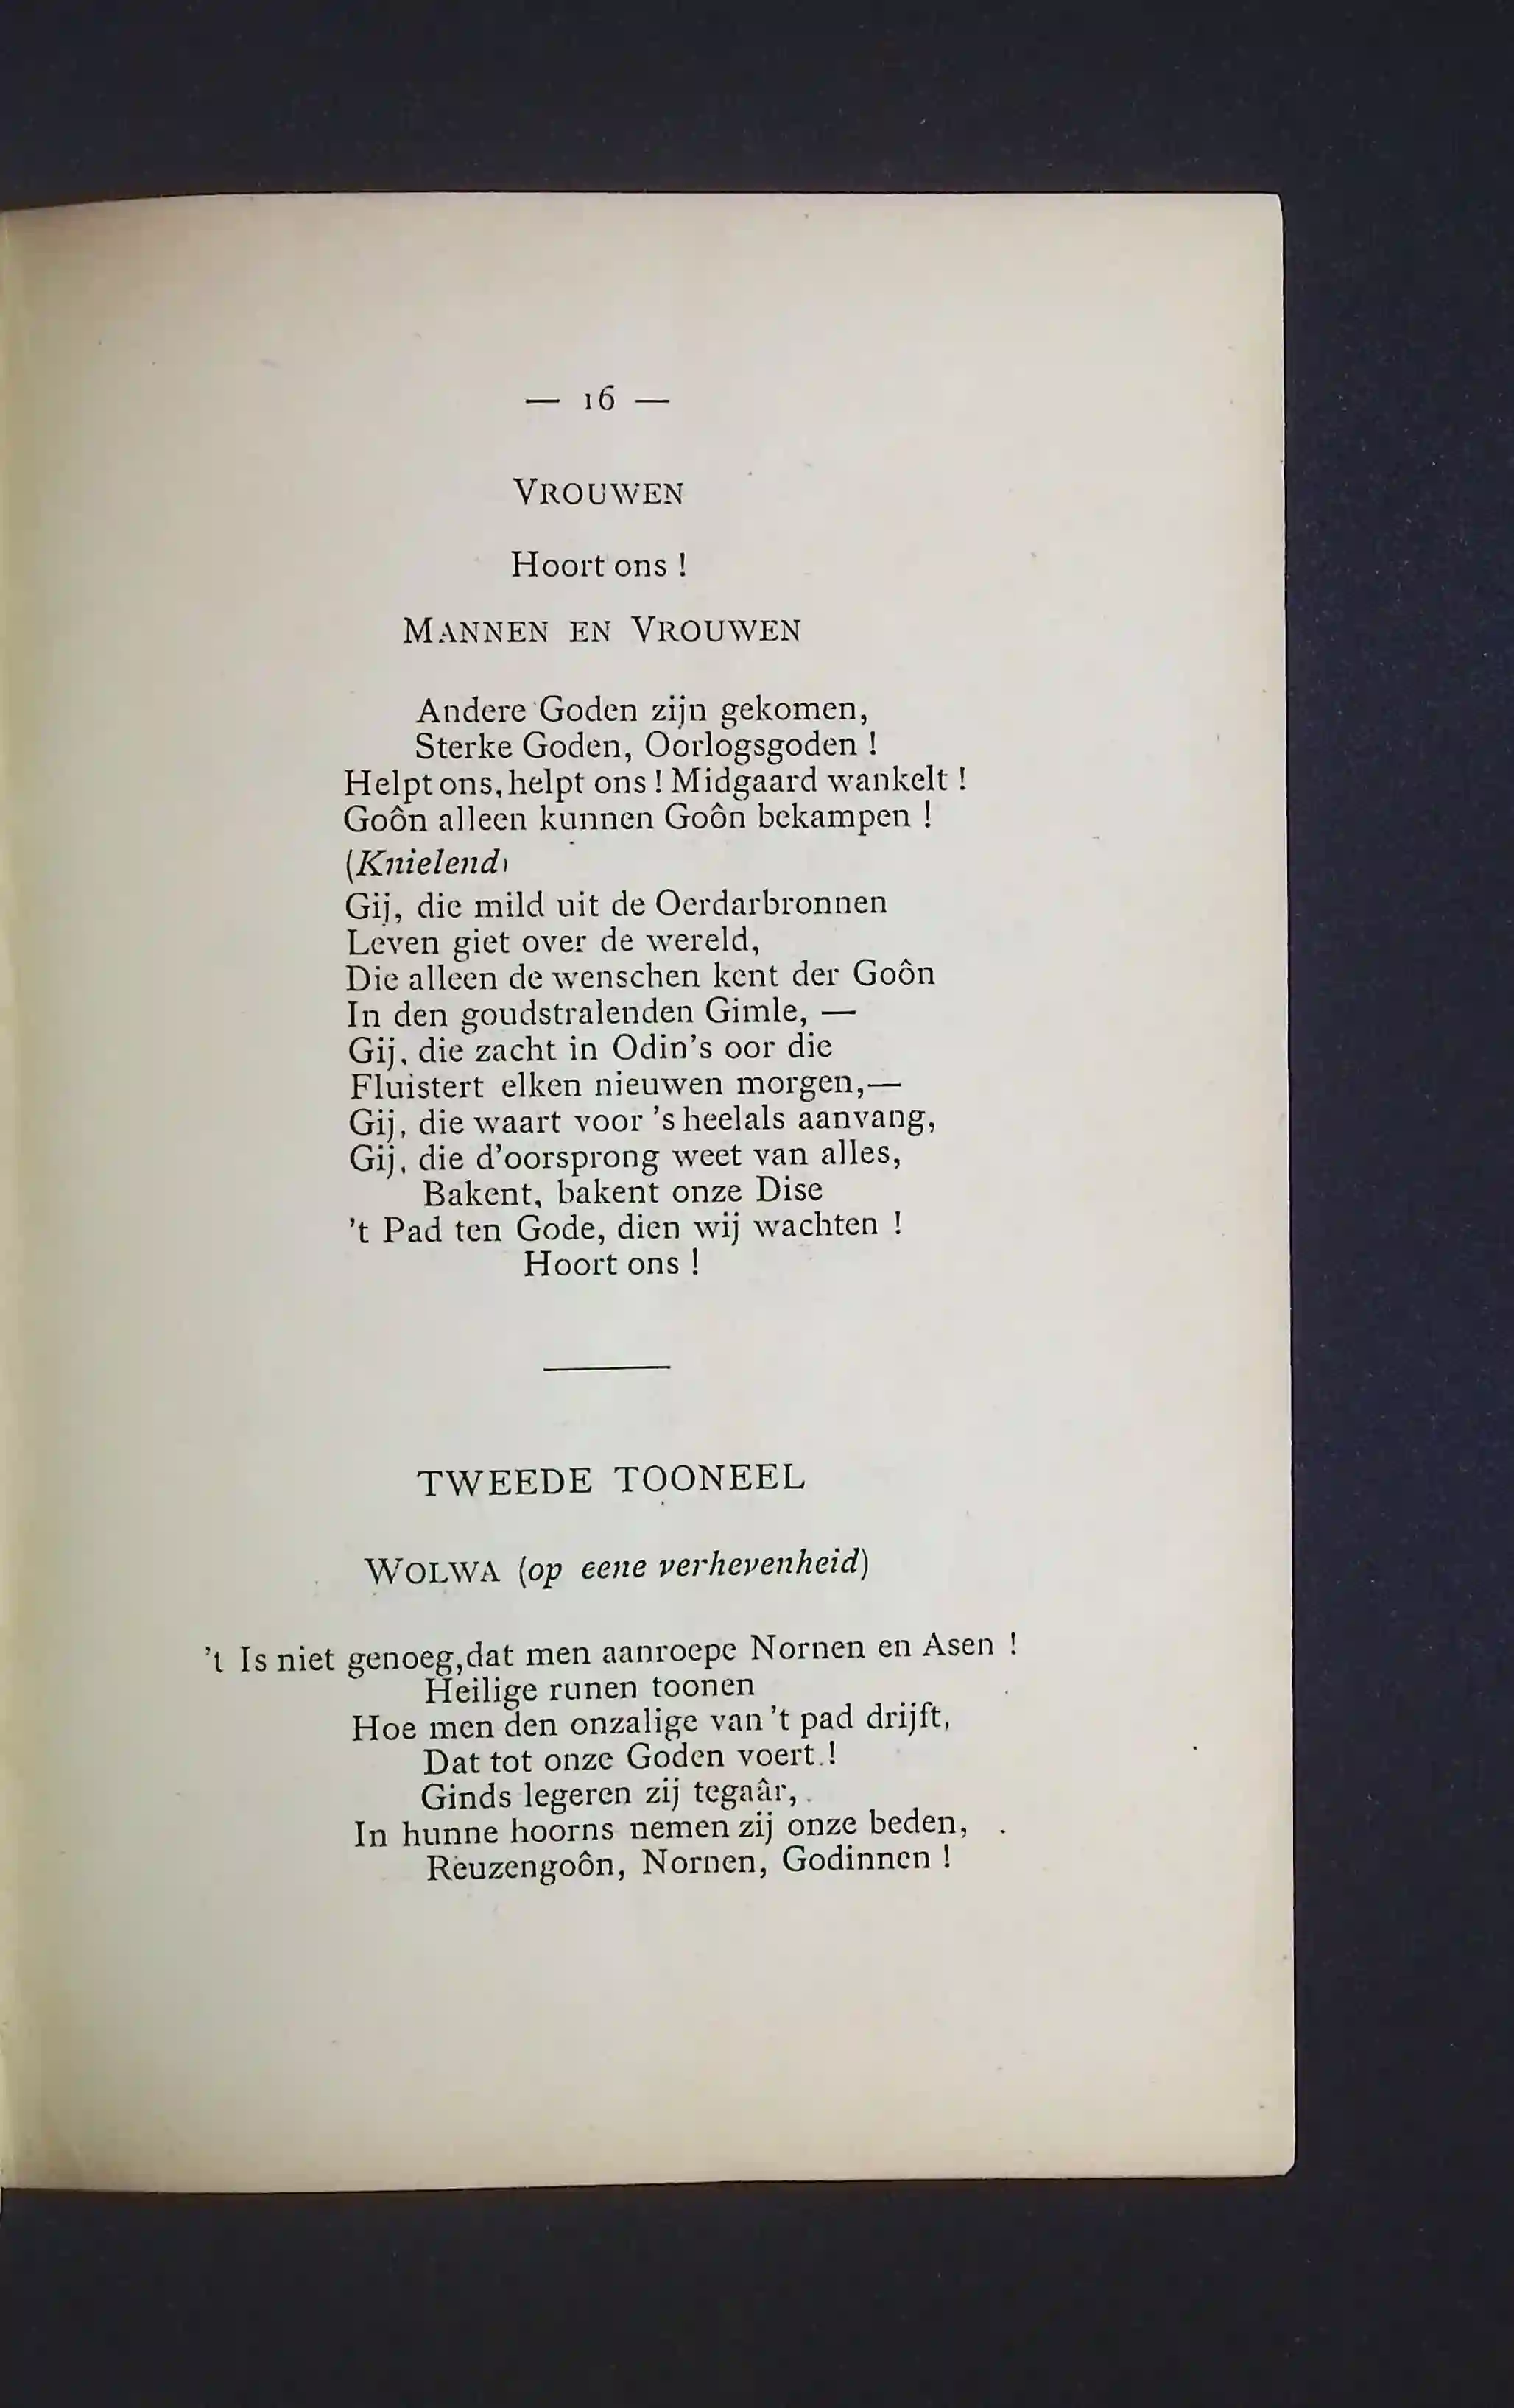 — 16 —
VROUWEN
Hoort ons !
MANNEN EN VROUWEN
Andere Goden zijn gekomen,
Sterke Goden, Oorlogsgoden !
Helpt ons, helpt ons ! Midgaard wankelt !
Goôn alleen kunnen Goôn bekampen !
(Knielend)
Gij, die mild uit de Oerdarbronnen
Leven giet over de wereld,
Die alleen de wenschen kent der Goôn
In den goudstralenden Gimle, —
Gij, die zacht in Odin's oor die
Fluistert elken nieuwen morgen,—
Gij, die waart voor 's heelals aanvang,
Gij, die d'oorsprong weet van alles,
Bakent, bakent onze Dise
't Pad ten Gode, dien wij wachten !
Hoort ons !
TWEEDE TOONEEL
WOLWA (op eene verhevenheid)
't Is niet genoeg, dat men aanroepe Nornen en Asen !
Heilige runen toonen
Hoe men den onzalige van 't pad drijft,
Dat tot onze Goden voert !
Ginds legeren zij tegaâr,
In hunne hoorns nemen zij onze beden,
Reuzengoôn, Nornen, Godinnen !